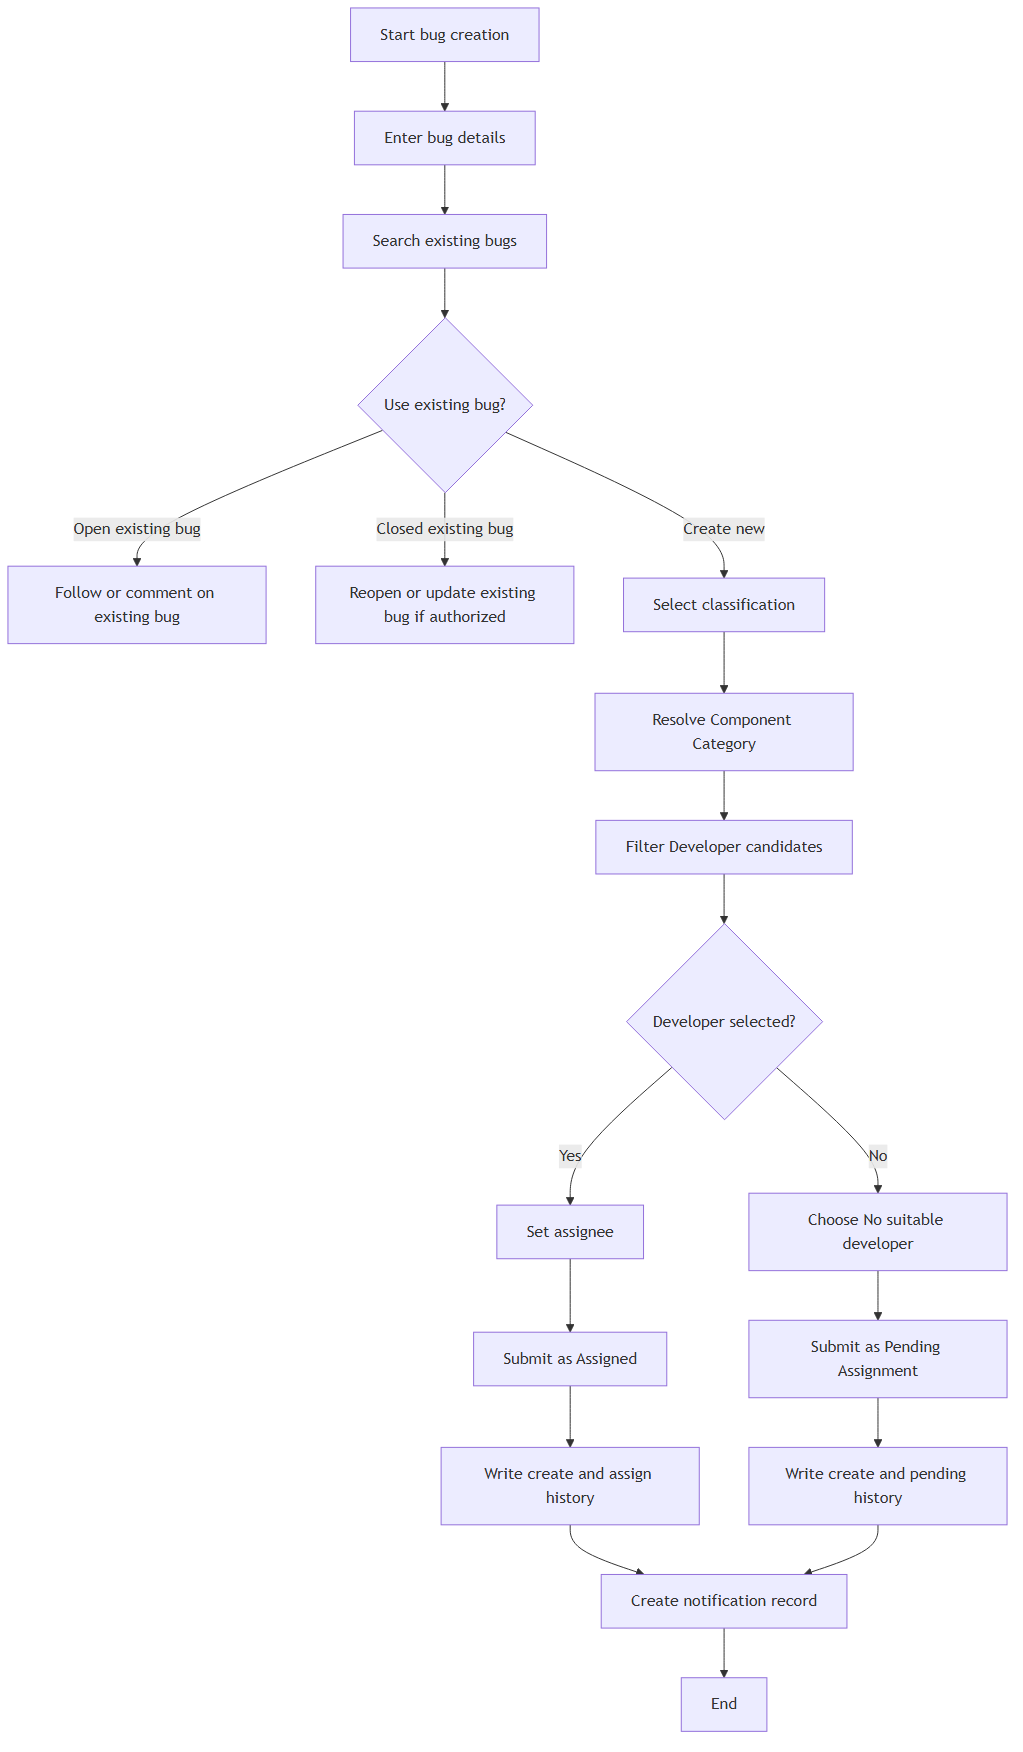 Start bug creation
Enter bug details
Search existing bugs
Use existing bug?
Open existing bug
Closed existing bug
Create new
Follow or comment on
existing bug
Reopen or update existing
bug if authorized
Select classification
Resolve Component
Category
Filter Developer candidates
Developer selected?
Yes
No
Set assignee
Choose No suitable
developer
Submit as Assigned
Submit as Pending
Assignment
Write create and assign
history
Write create and pending
history
Create notification record
End